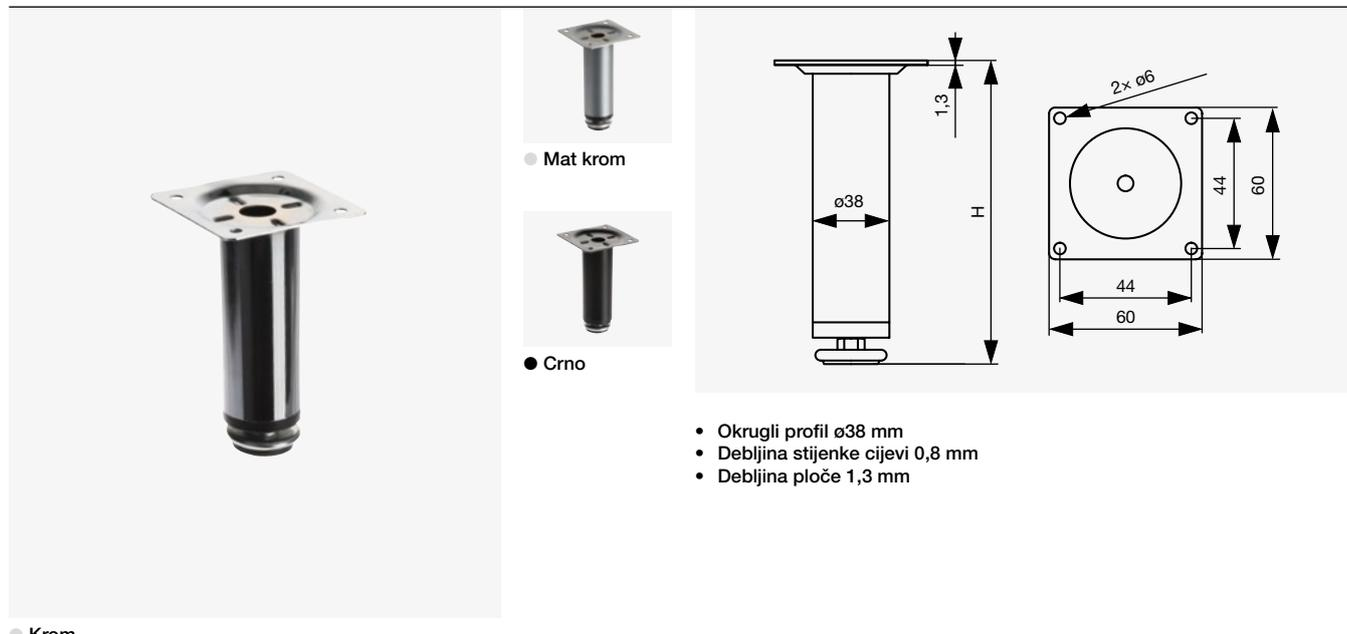 Mat krom
Crno
1,3
ø38
H
2× ø6
44
60
44
60
• Okrugli profil ø38 mm
• Debljina stijenke cijevi 0,8 mm
• Debljina ploče 1,3 mm
Krom